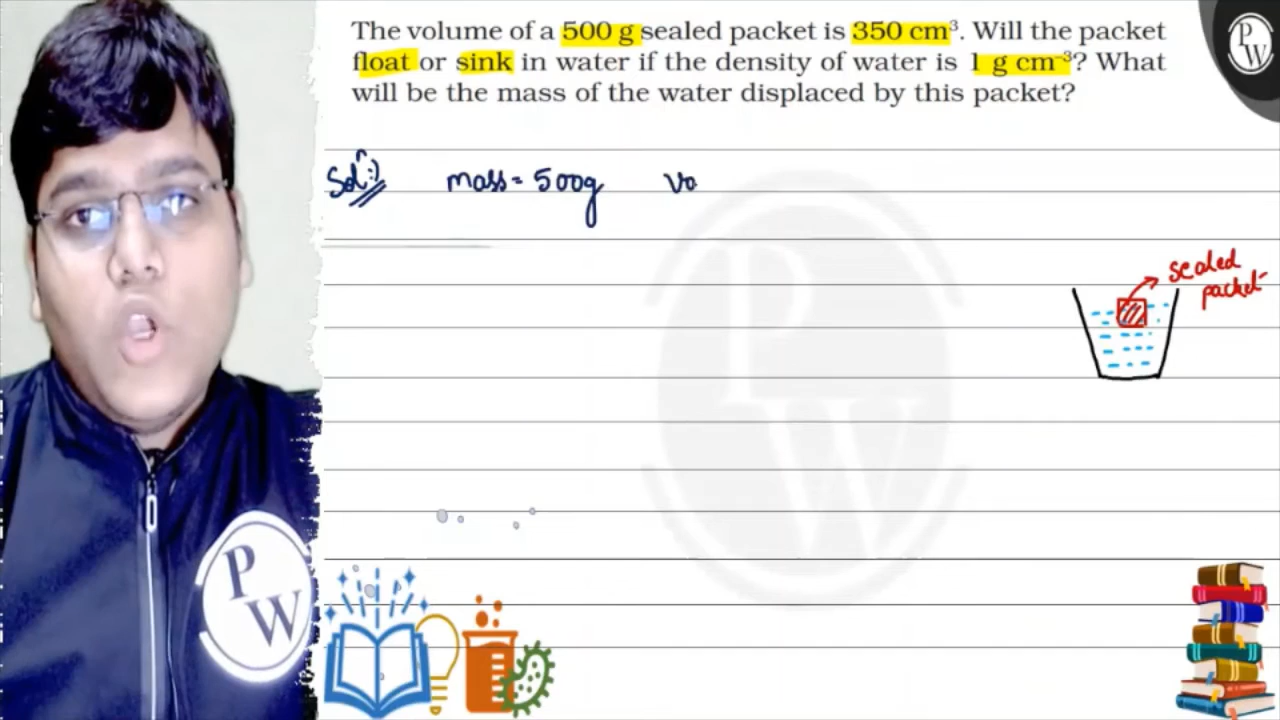 The volume of a 500 g sealed packet is 350 cm³. Will the packet
float or sink in water if the density of water is 1 g cm⁻³? What
will be the mass of the water displaced by this packet?
Solⁿ:) mass = 500g vo
sealed
packet
P
W
P
W
P
W